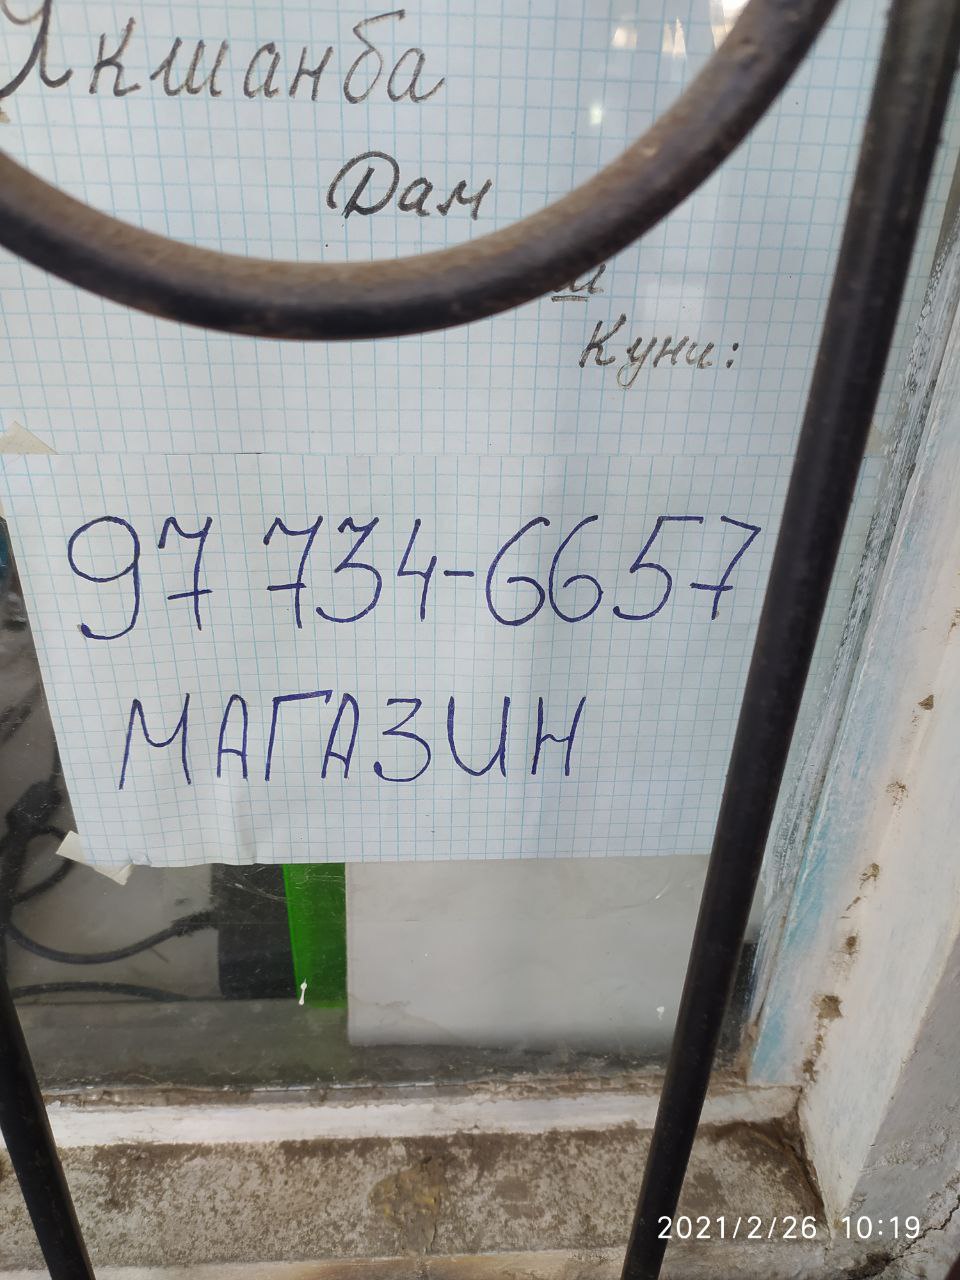 Якшанба
Дам
Куни:
97 734-6657
МАГАЗИН
2021/2/26 10:19